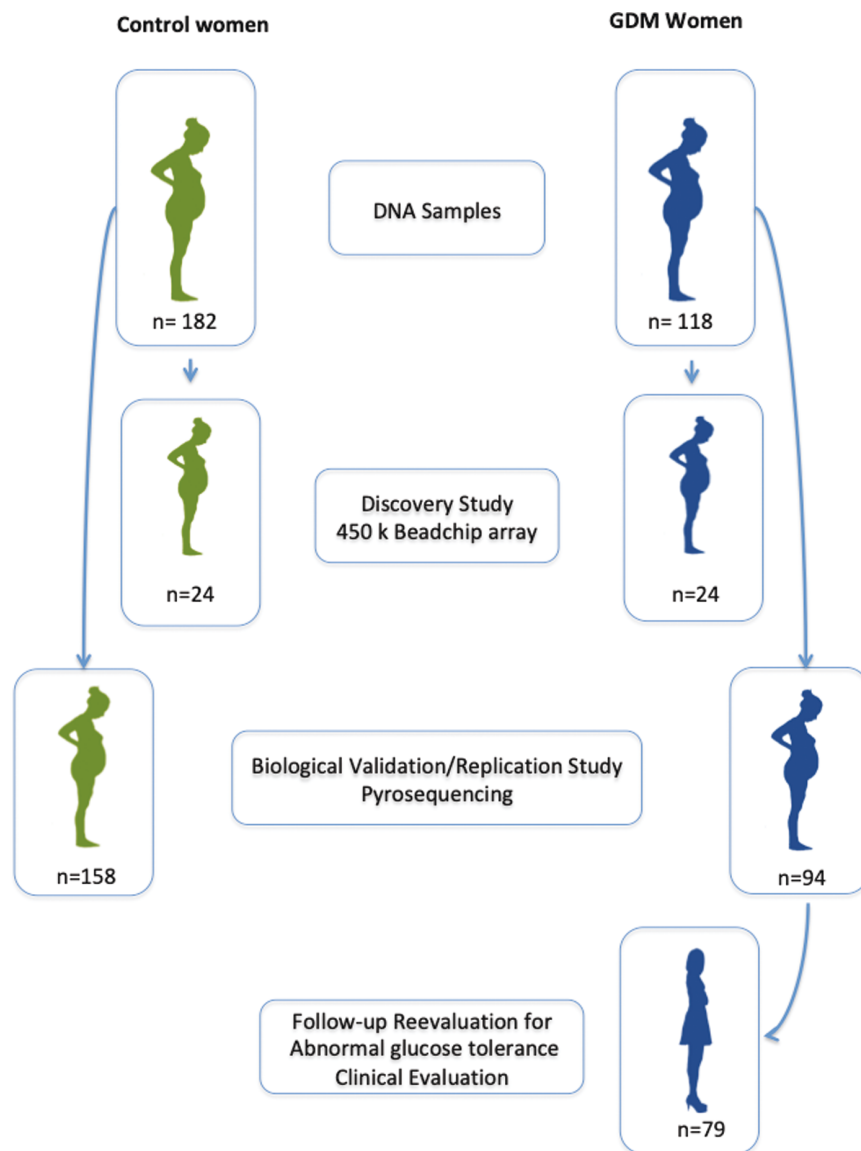 Control women
GDM Women
DNA Samples
n= 182
n= 118
Discovery Study
450 k Beadchip array
n=24
n=24
Biological Validation/Replication Study
Pyrosequencing
n=158
n=94
Follow-up Reevaluation for
Abnormal glucose tolerance
Clinical Evaluation
n=79